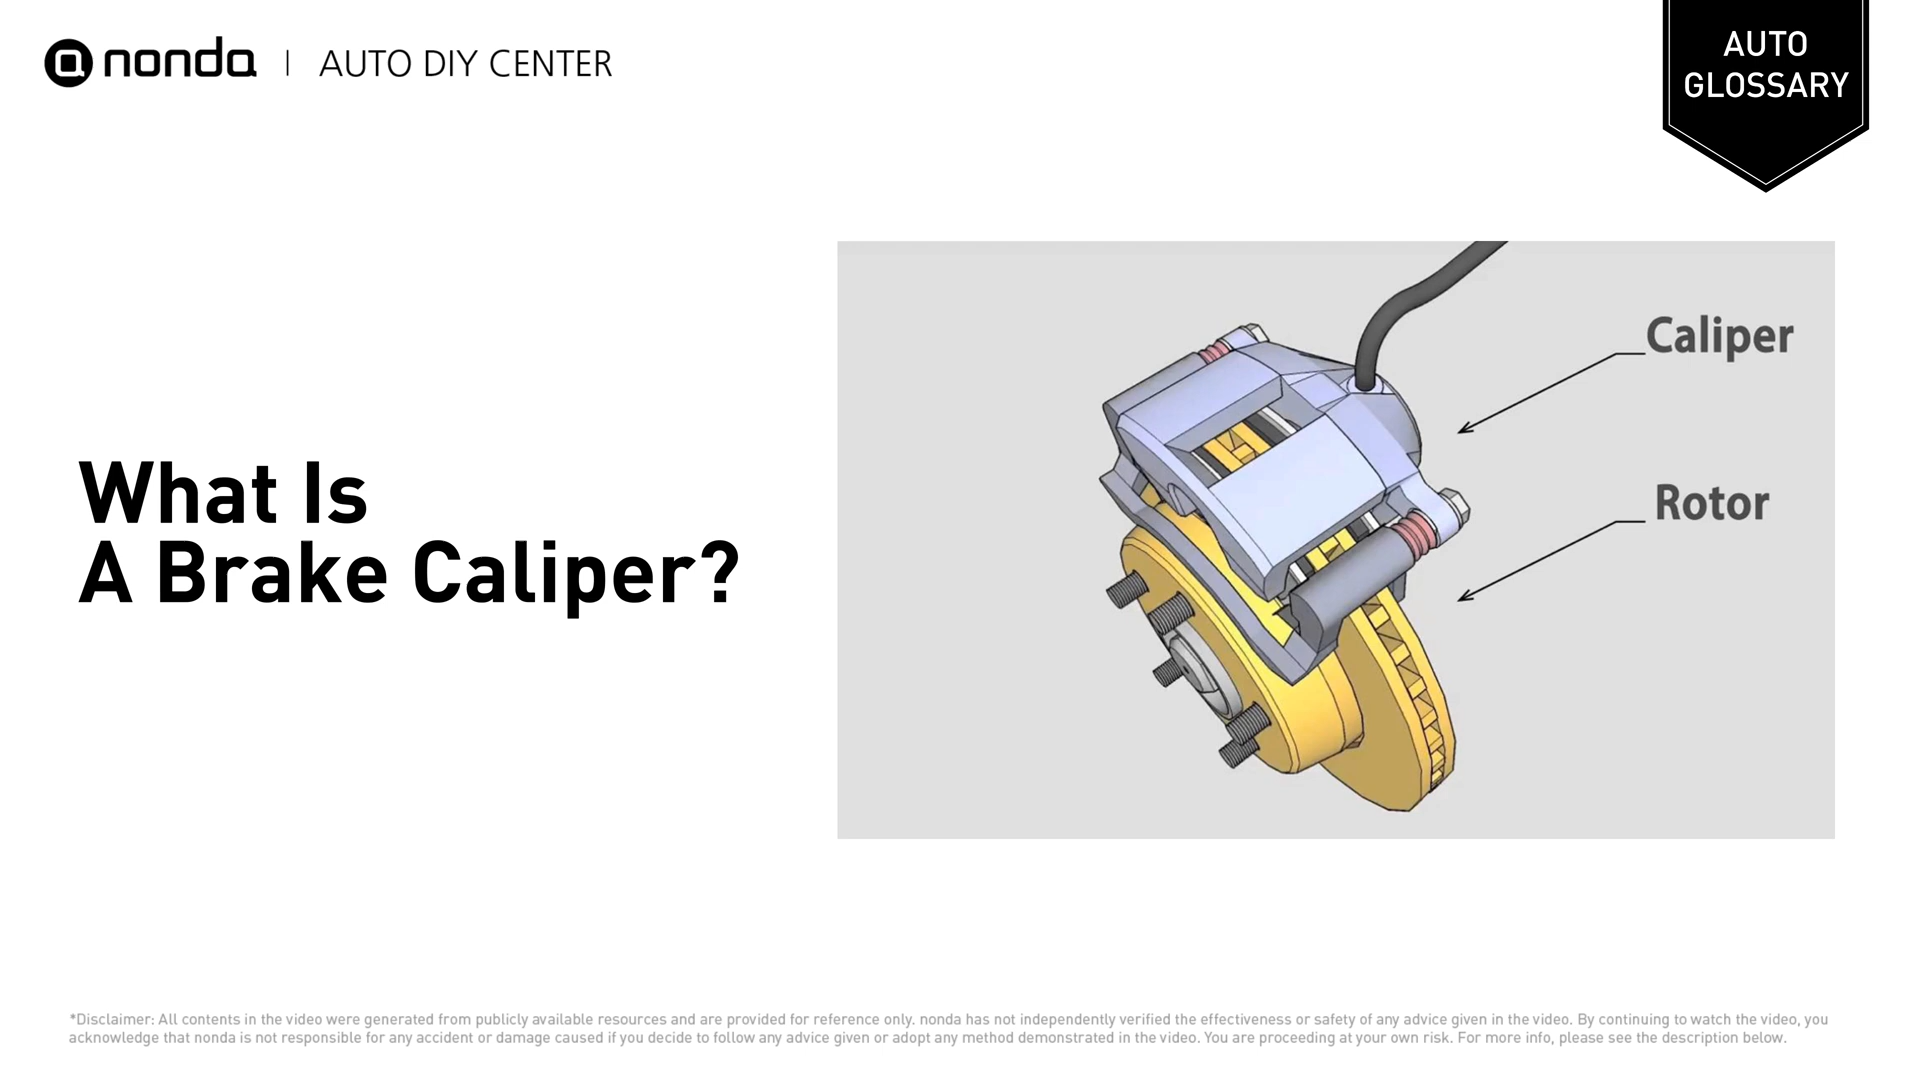 nonda | AUTO DIY CENTER
AUTO
GLOSSARY
What Is
A Brake Caliper?
Caliper
Rotor
*Disclaimer: All contents in the video were generated from publicly available resources and are provided for reference only. nonda has not independently verified the effectiveness or safety of any advice given in the video. By continuing to watch the video, you
acknowledge that nonda is not responsible for any accident or damage caused if you decide to follow any advice given or adopt any method demonstrated in the video. You are proceeding at your own risk. For more info, please see the description below.